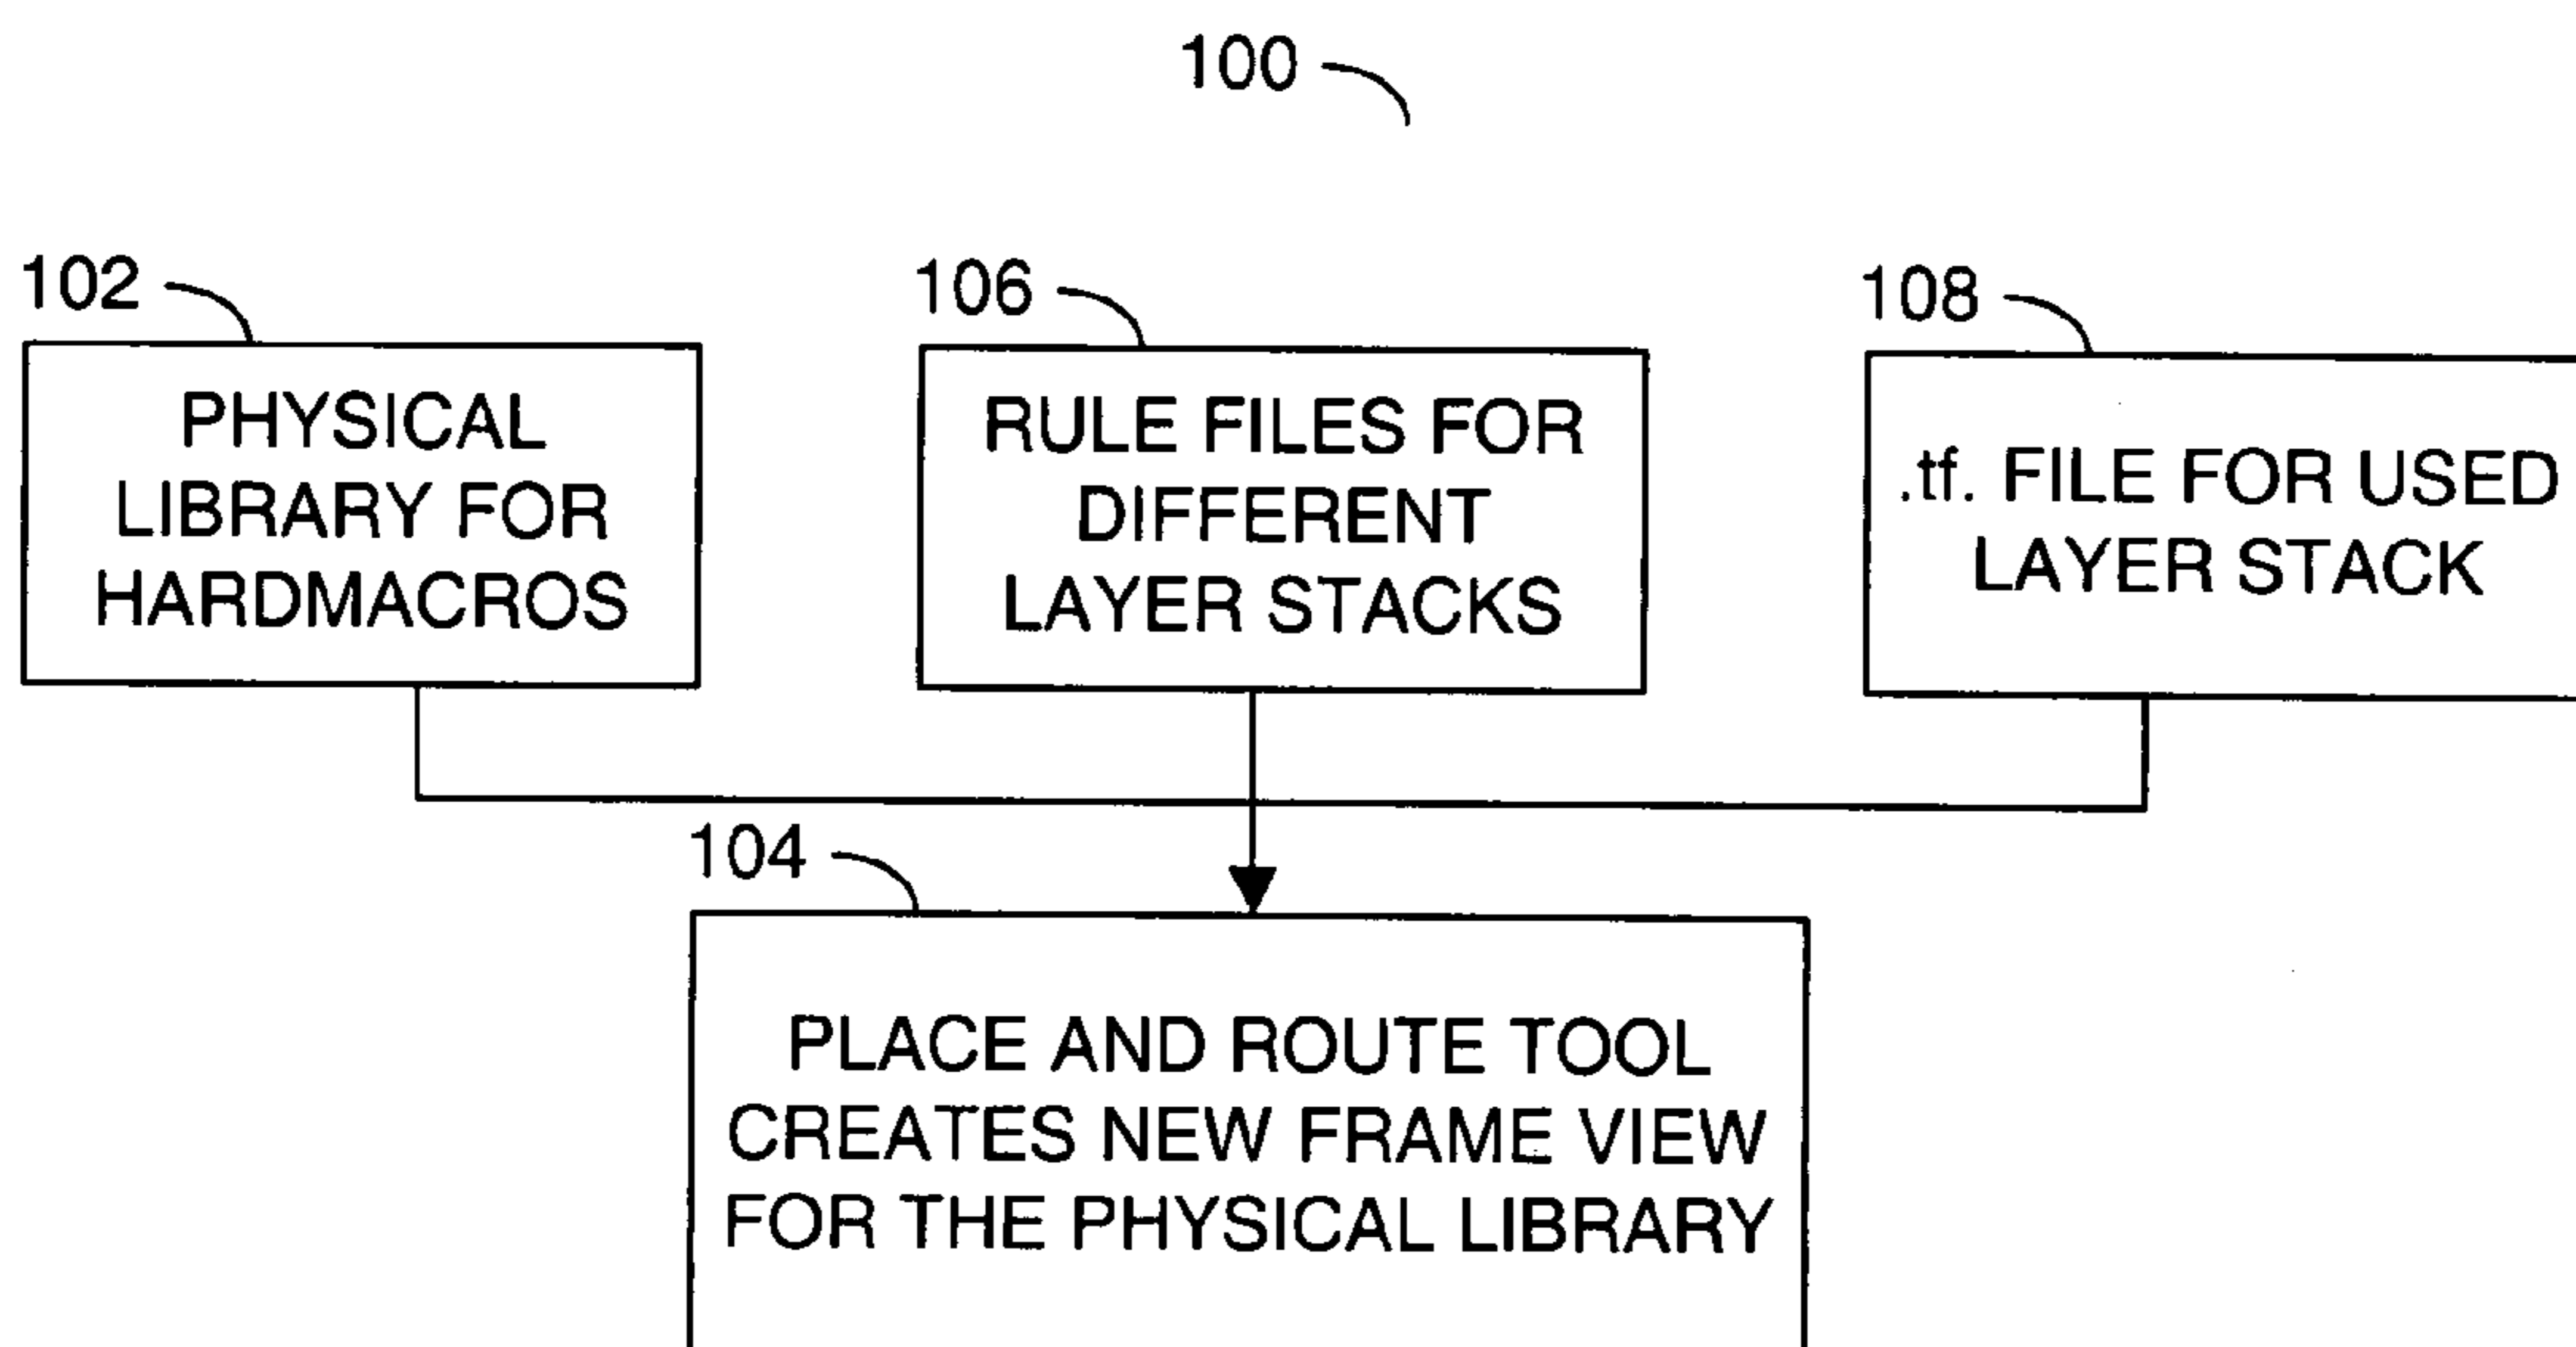 100
102
PHYSICAL
LIBRARY FOR
HARDMACROS
106
RULE FILES FOR
DIFFERENT
LAYER STACKS
108
.tf. FILE FOR USED
LAYER STACK
104
PLACE AND ROUTE TOOL
CREATES NEW FRAME VIEW
FOR THE PHYSICAL LIBRARY